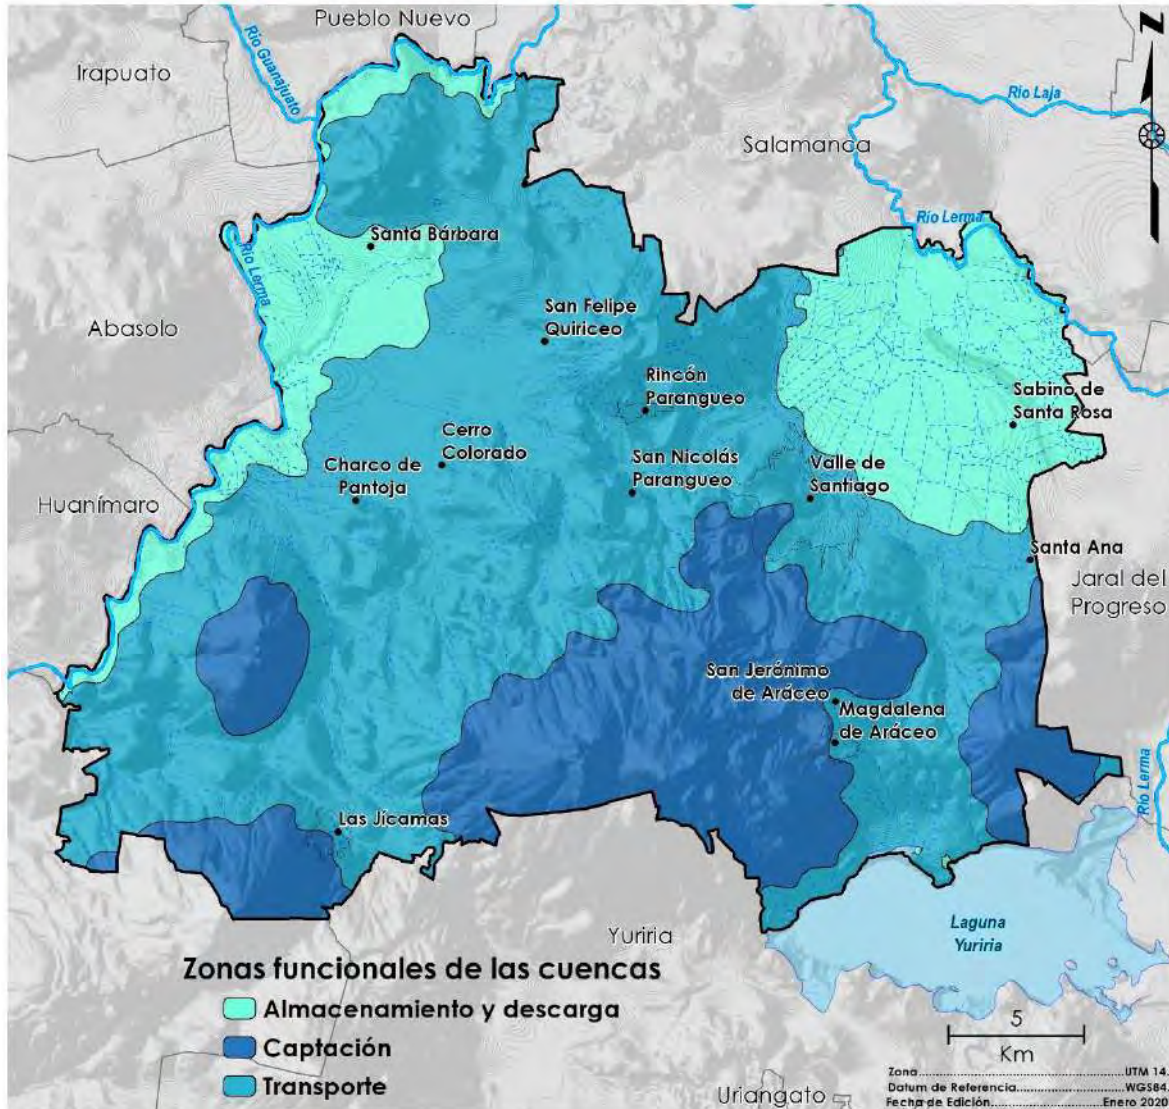 Pueblo Nuevo
Irapuato
Río Guanajuato
Z
Río Laja
Salamanca
Río Lerma
Santa Bárbara
Río Lerma
Abasolo
San Felipe
Quiriceo
Rincón
Parangueo
Sabino de
Santa Rosa
Cerro
Colorado
Charco de
Pantoja
San Nicolás
Parangueo
Valle de
Santiago
Huanímaro
Santa Ana
Jaral del
Progreso
San Jerónimo
de Aráceo
Magdalena
de Aráceo
Río Lerma
Las Jícamas
Yuriria
Laguna
Yuriria
Zonas funcionales de las cuencas
Almacenamiento y descarga
Captación
Transporte
5
Km
Uriangato
Zona UTM 14.
Datum de Referencia WGS84.
Fecha de Edición Enero 2020